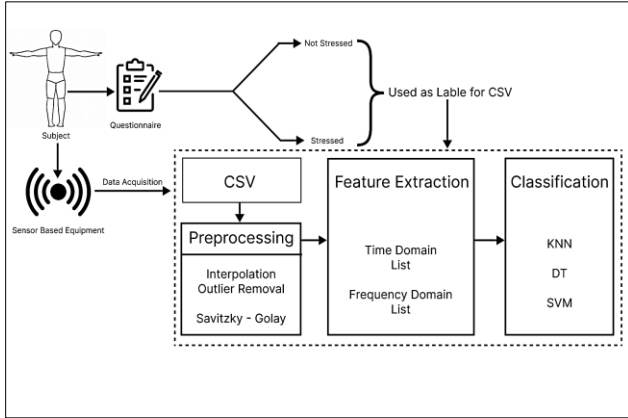 Not Stressed
Used as Lable for CSV
Subject
Questionnaire
Stressed
Data Acquisition
Sensor Based Equipment
CSV
Preprocessing
Interpolation
Outlier Removal
Savitzky - Golay
Feature Extraction
Time Domain
List
Frequency Domain
List
Classification
KNN
DT
SVM